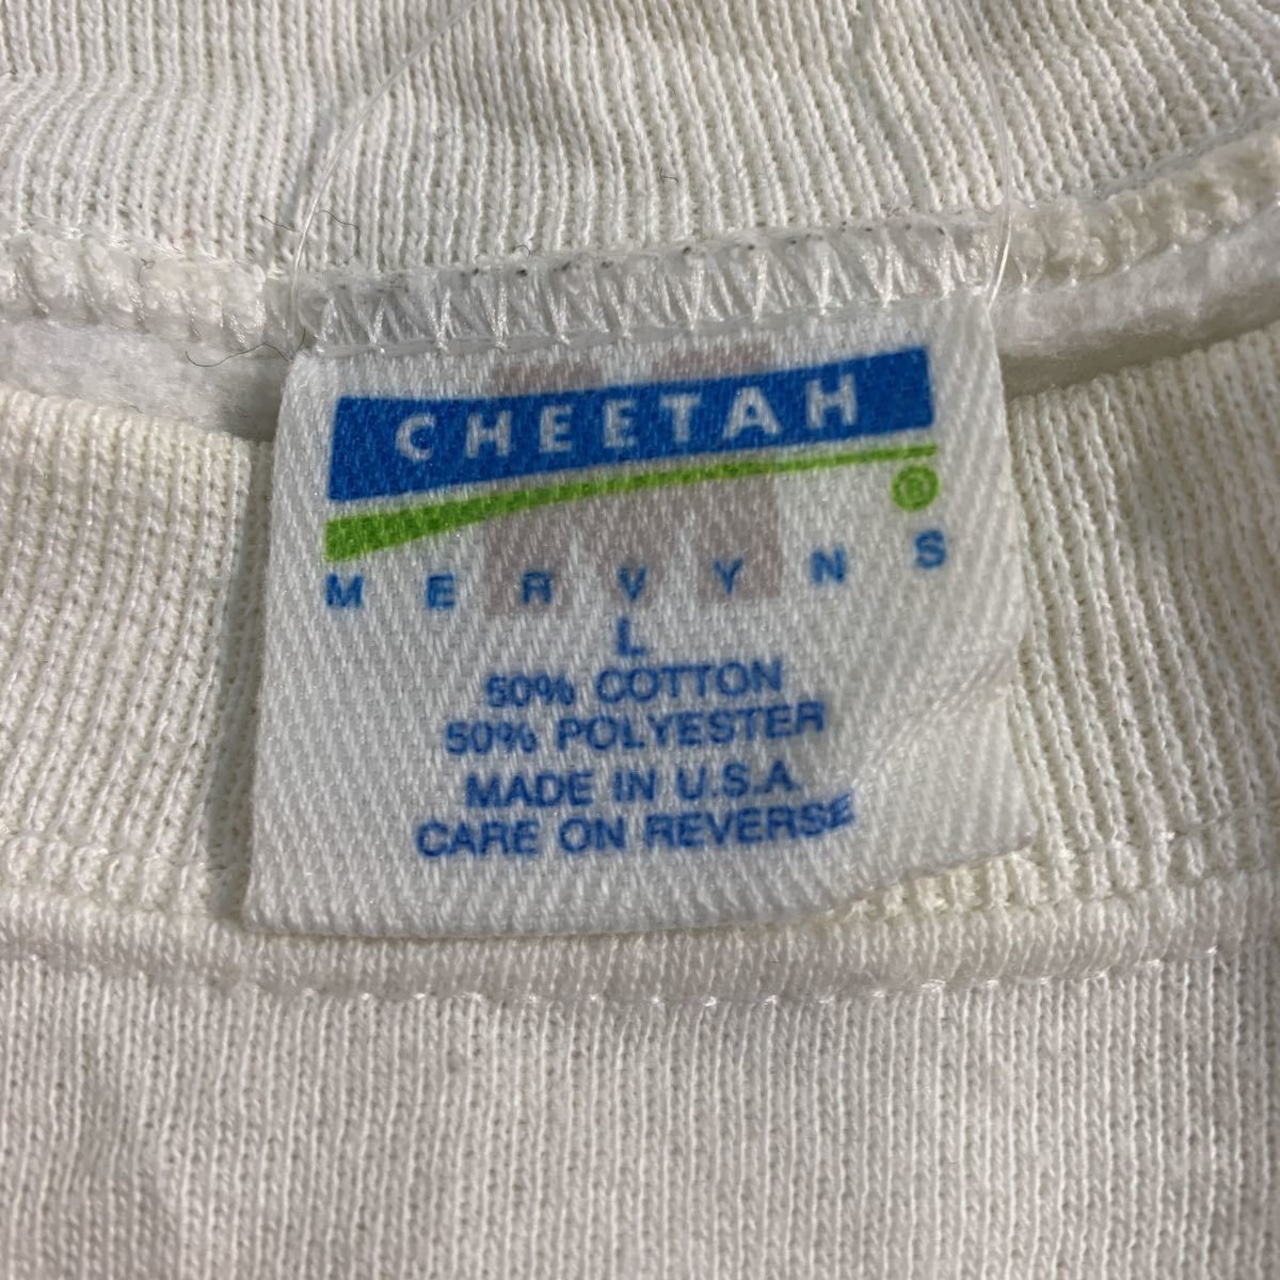 CHEETAH
®
MERVYNS
L
50% COTTON
50% POLYESTER
MADE IN U.S.A.
CARE ON REVERSE